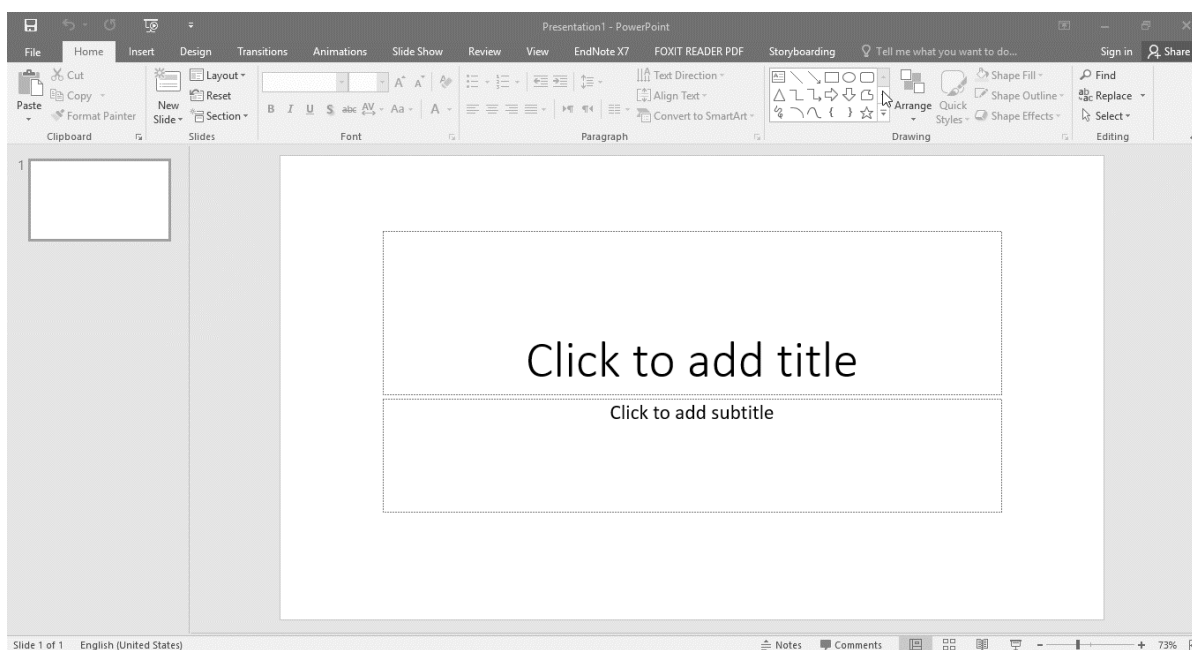 Presentation1 - PowerPoint
File Home Insert Design Transitions Animations Slide Show Review View EndNote X7 FOXIT READER PDF Storyboarding Tell me what you want to do... Sign in Share
Paste
Cut
Copy
Format Painter
Clipboard
New Slide
Layout
Reset
Section
Slides
B I U S abc AV Aa A
Font
Text Direction
Align Text
Convert to SmartArt
Paragraph
Arrange
Quick Styles
Shape Fill
Shape Outline
Shape Effects
Drawing
Find
Replace
Select
Editing
1
Click to add title
Click to add subtitle
Slide 1 of 1 English (United States) Notes Comments 73%